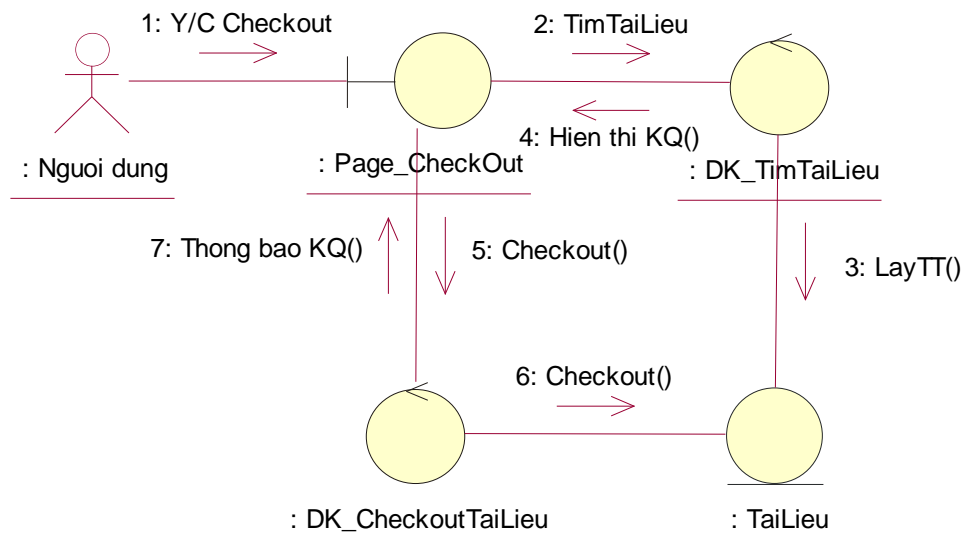 1: Y/C Checkout
2: TimTaiLieu
4: Hien thi KQ()
: Nguoi dung
: Page_CheckOut
: DK_TimTaiLieu
7: Thong bao KQ()
5: Checkout()
3: LayTT()
6: Checkout()
: DK_CheckoutTaiLieu
: TaiLieu